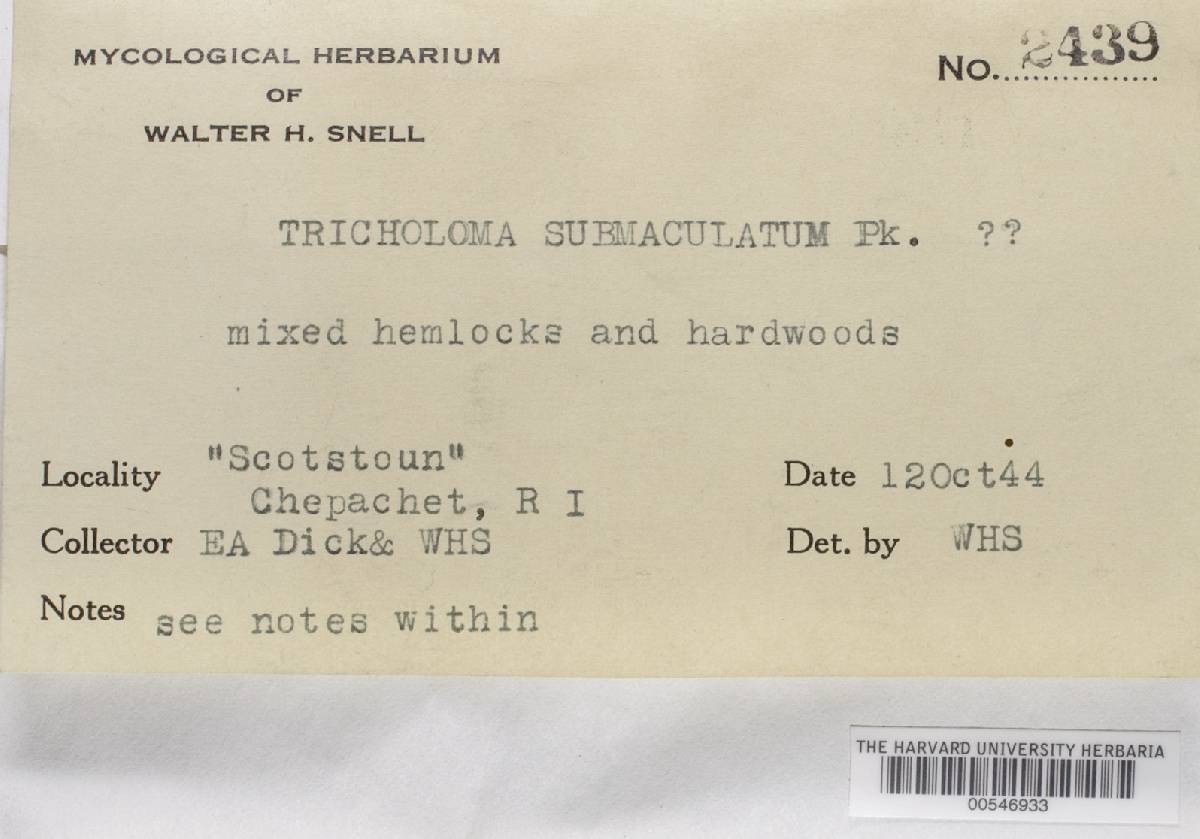 MYCOLOGICAL HERBARIUM
OF
WALTER H. SNELL
No. 2439
TRICHOLOMA SUBMACULATUM Pk. ??
mixed hemlocks and hardwoods
Locality "Scotstoun"
Chepachet, R I
Date 12Oct44
Collector EA Dick& WHS
Det. by WHS
Notes see notes within
THE HARVARD UNIVERSITY HERBARIA
00546933